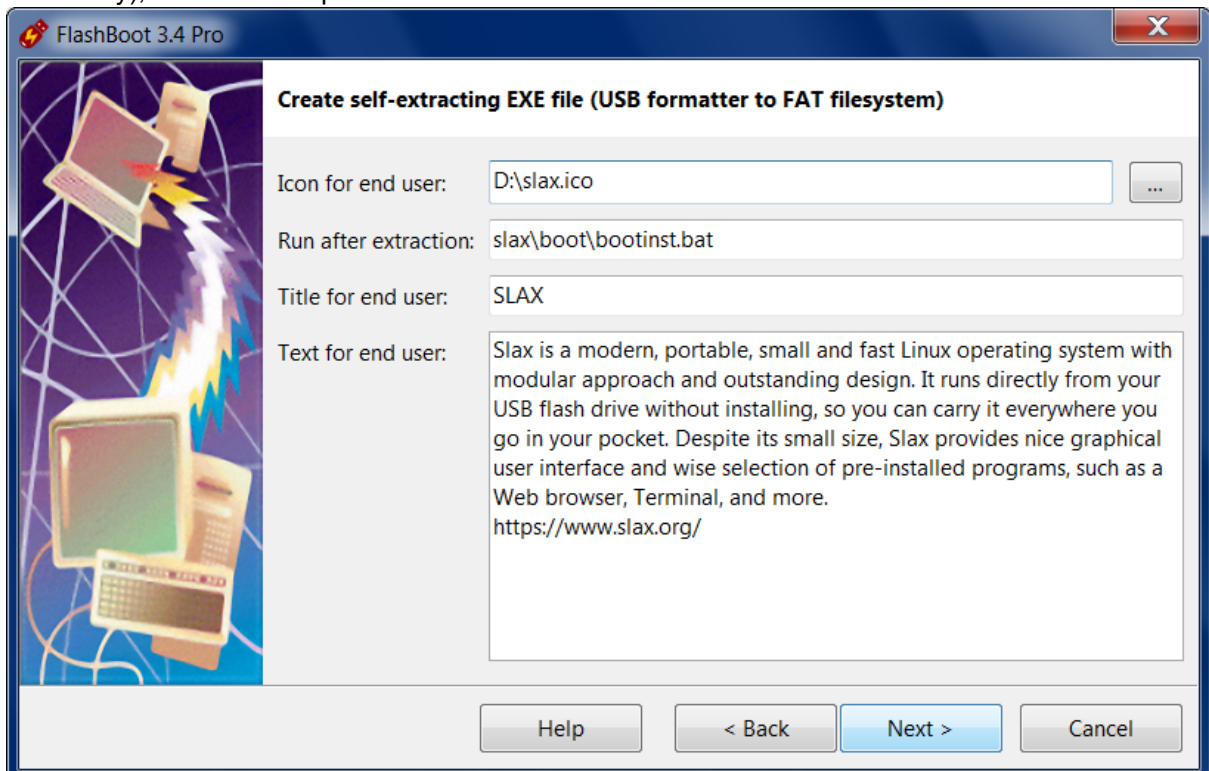 FlashBoot 3.4 Pro
X
Create self-extracting EXE file (USB formatter to FAT filesystem)
Icon for end user: D:\slax.ico ...
Run after extraction: slax\boot\bootinst.bat
Title for end user: SLAX
Text for end user: Slax is a modern, portable, small and fast Linux operating system with
modular approach and outstanding design. It runs directly from your
USB flash drive without installing, so you can carry it everywhere you
go in your pocket. Despite its small size, Slax provides nice graphical
user interface and wise selection of pre-installed programs, such as a
Web browser, Terminal, and more.
https://www.slax.org/
Help < Back Next > Cancel